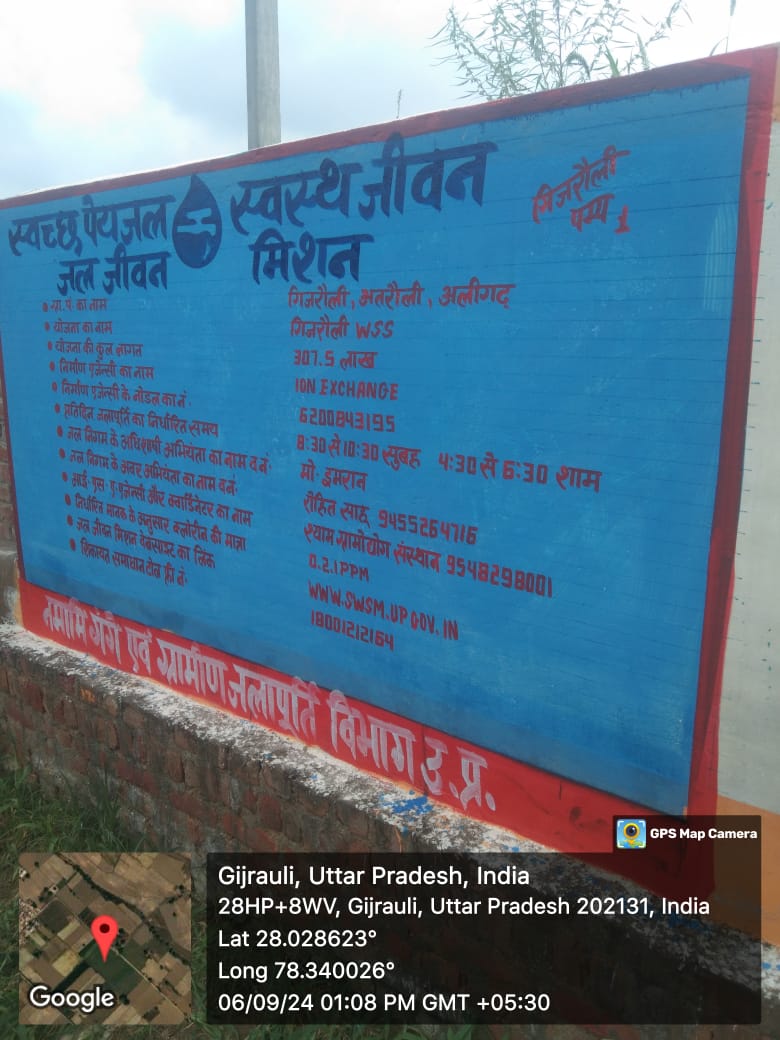 स्वच्छ पेयजल स्वस्थ जीवन
जल जीवन मिशन
गिजरौली
पम्प 1
• ग्रा. पं. का नाम गिजरौली, अतरौली, अलीगढ़
• योजना का नाम गिजरौली WSS
• योजना की कुल लागत 307.5 लाख
• निर्माण एजेन्सी का नाम ION EXCHANGE
• निर्माण एजेन्सी के नोडल का नं. 6200843195
• प्रतिदिन जलापूर्ति का निर्धारित समय 8:30 से 10:30 सुबह 4:30 से 6:30 शाम
• जल निगम के अधिशाषी अभियंता का नाम व नं. मो. इमरान
• जल निगम के अवर अभियंता का नाम व नं. रोहित साहू 9455264716
• आई-एस-ए-एजेन्सी और क्वार्डिनेटर का नाम श्याम ग्रामोद्योग संस्थान 9548298001
• निर्धारित मानक के अनुसार क्लोरीन की मात्रा 0.2.1PPM
• जल जीवन मिशन वेबसाइट का लिंक WWW.SWSM.UP.GOV.IN
• शिकायत समाधान टोल फ्री नं. 18001212164
नमामि गंगे एवं ग्रामीण जलापूर्ति विभाग उ.प्र.
GPS Map Camera
Gijrauli, Uttar Pradesh, India
28HP+8WV, Gijrauli, Uttar Pradesh 202131, India
Lat 28.028623°
Long 78.340026°
06/09/24 01:08 PM GMT +05:30
Google